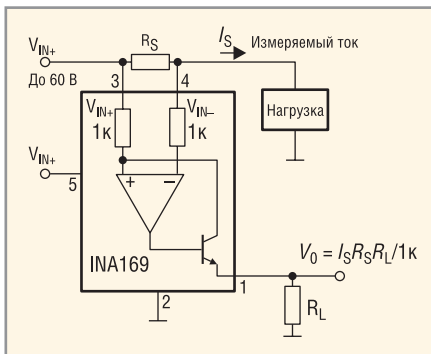 V_IN+
R_S
I_S
Измеряемый ток
До 60 В
3
4
V_IN+
1к
V_IN–
1к
Нагрузка
V_IN+
5
+
–
INA169
V_0 = I_S R_S R_L/1к
1
2
R_L